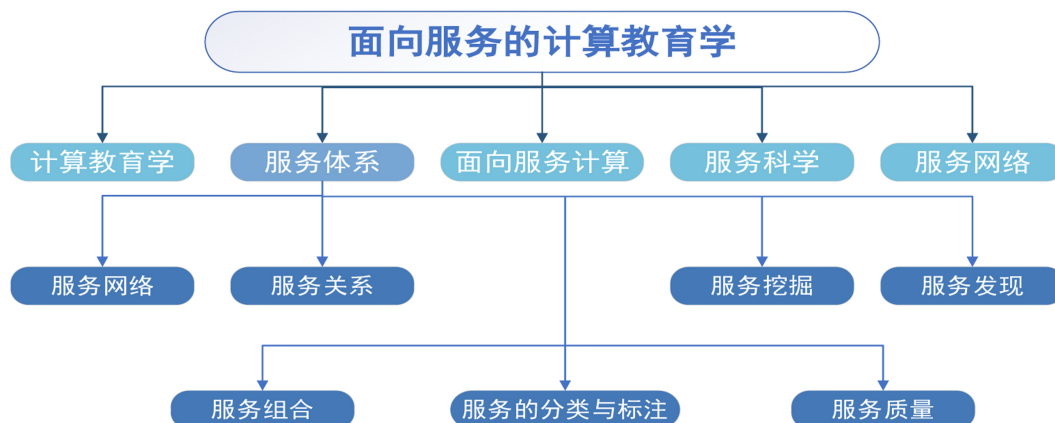 面向服务的计算教育学
计算教育学
服务体系
面向服务计算
服务科学
服务网络
服务网络
服务关系
服务挖掘
服务发现
服务组合
服务的分类与标注
服务质量